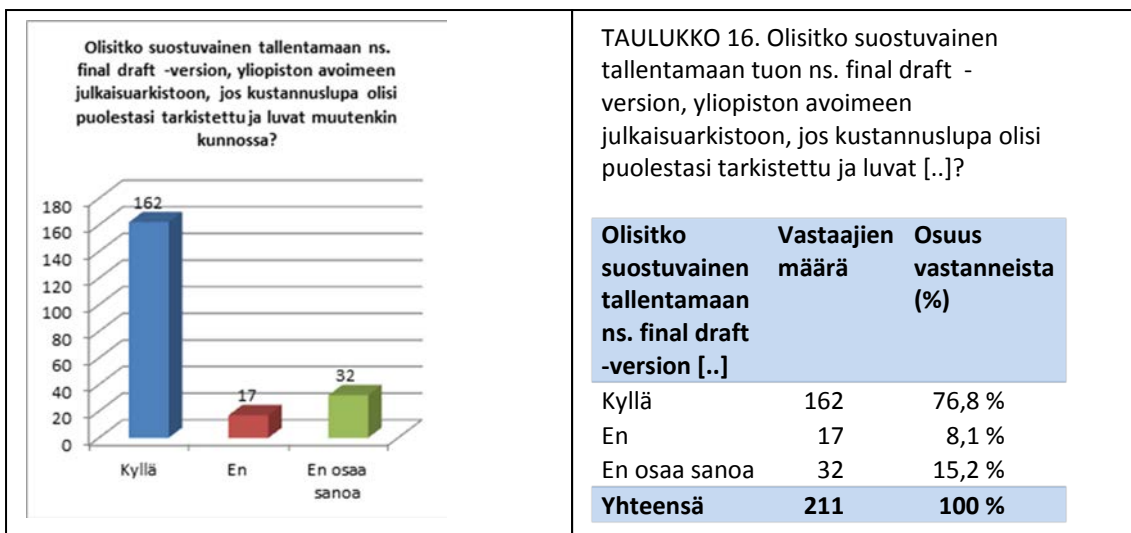 Olisitko suostuvainen tallentamaan ns.
final draft -version, yliopiston avoimeen
julkaisuarkistoon, jos kustannuslupa olisi
puolestasi tarkistettu ja luvat muutenkin
kunnossa?
180
160
140
120
100
80
60
40
20
0
162
17
32
Kyllä
En
En osaa
sanoa
TAULUKKO 16. Olisitko suostuvainen
tallentamaan tuon ns. final draft -
version, yliopiston avoimeen
julkaisuarkistoon, jos kustannuslupa olisi
puolestasi tarkistettu ja luvat [..]?
Olisitko Vastaajien Osuus
suostuvainen määrä vastanneista
tallentamaan (%)
ns. final draft
-version [..]
Kyllä 162 76,8 %
En 17 8,1 %
En osaa sanoa 32 15,2 %
Yhteensä 211 100 %